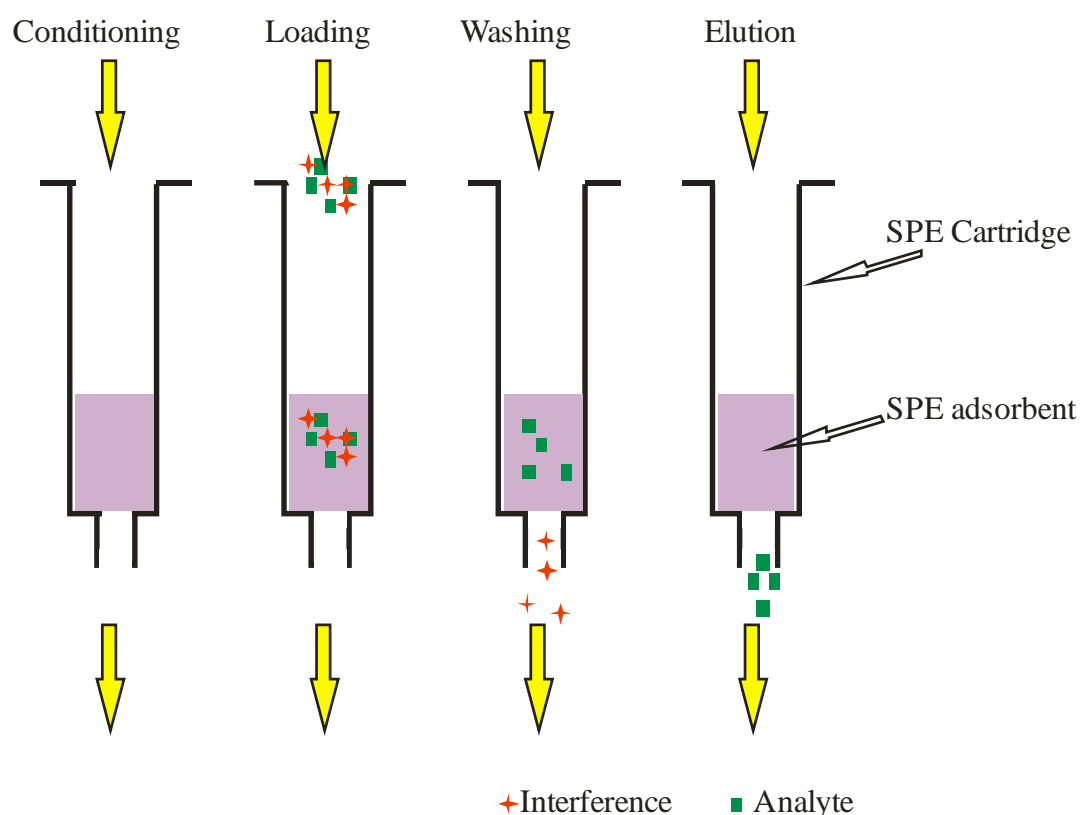 Conditioning
Loading
Washing
Elution
SPE Cartridge
SPE adsorbent
Interference
Analyte